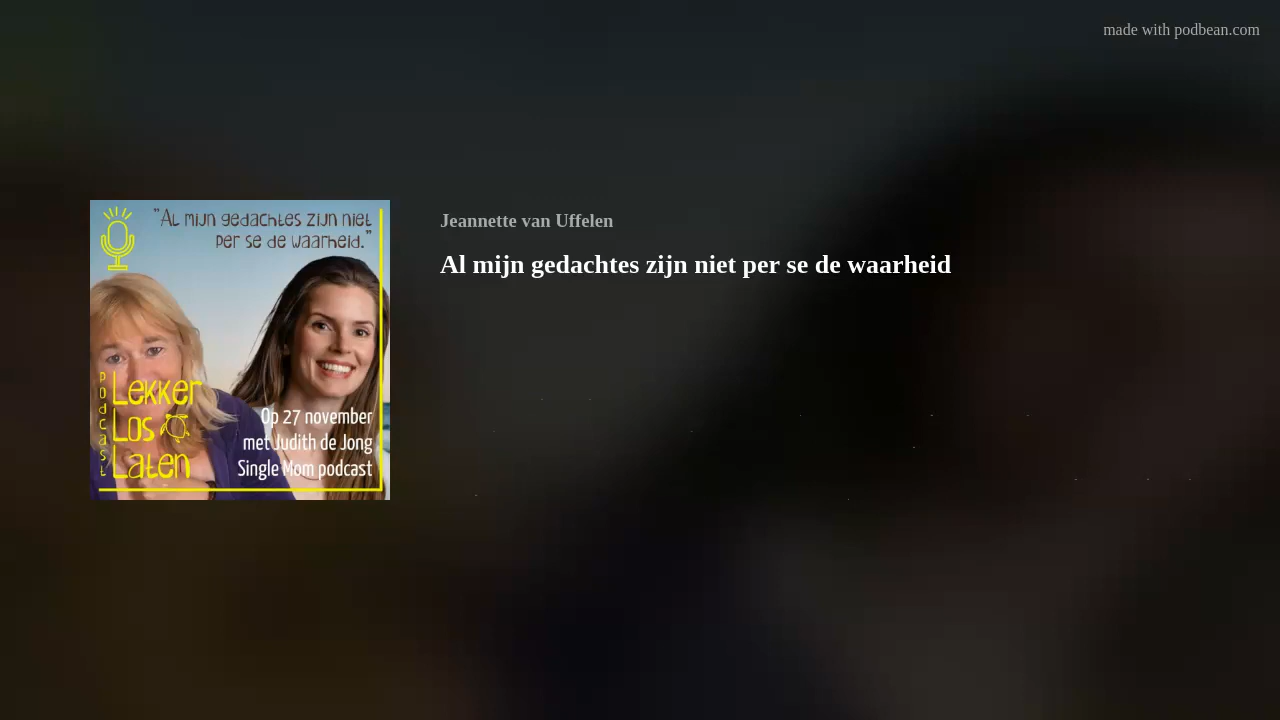 made with podbean.com
"Al mijn gedachtes zijn niet
per se de waarheid."
podcast
Lekker
Los
Laten
Op 27 november
met Judith de Jong
Single Mom podcast
Jeannette van Uffelen
Al mijn gedachtes zijn niet per se de waarheid